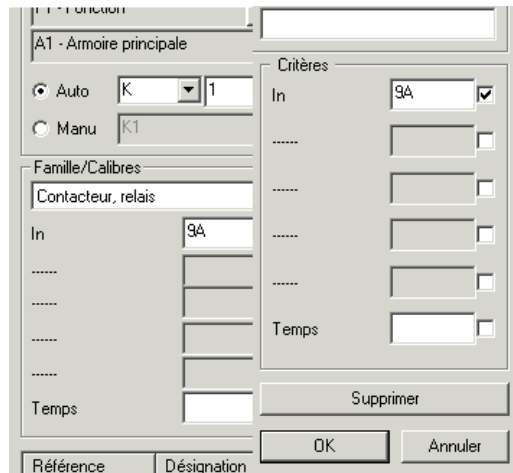 F1 - Fonction
A1 - Armoire principale
Auto K 1
Manu K1
Famille/Calibres
Contacteur, relais
In 9A
------
------
------
------
Temps
Référence Désignation
Critères
In 9A
------
------
------
------
Temps
Supprimer
OK Annuler